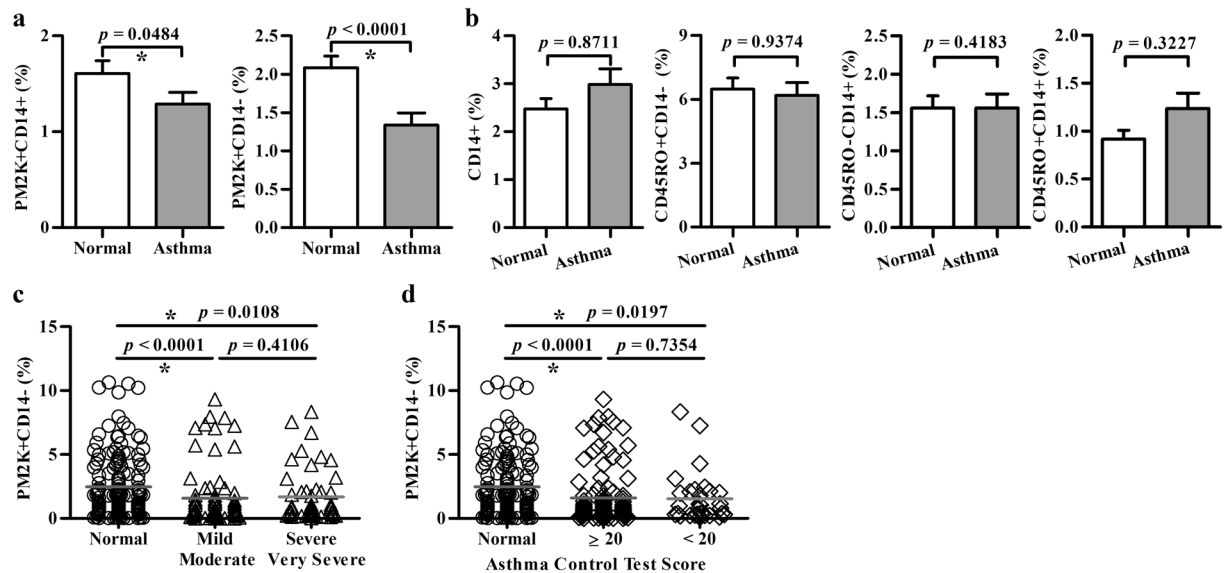 a
p = 0.0484
*
PM2K+CD14+ (%)
2
1
0
Normal
Asthma
p < 0.0001
*
PM2K+CD14- (%)
2.5
2.0
1.5
1.0
0.5
0.0
Normal
Asthma
b
p = 0.8711
CD14+ (%)
4
3
2
1
0
Normal
Asthma
p = 0.9374
CD45RO+CD14- (%)
9
6
3
0
Normal
Asthma
p = 0.4183
CD45RO-CD14+ (%)
2.5
2.0
1.5
1.0
0.5
0.0
Normal
Asthma
p = 0.3227
CD45RO+CD14+ (%)
2.0
1.5
1.0
0.5
0.0
Normal
Asthma
c
* p = 0.0108
p < 0.0001
p = 0.4106
*
PM2K+CD14- (%)
15
10
5
0
Normal
Mild
Moderate
Severe
Very Severe
d
* p = 0.0197
p < 0.0001
p = 0.7354
*
PM2K+CD14- (%)
15
10
5
0
Normal
≥ 20
< 20
Asthma Control Test Score